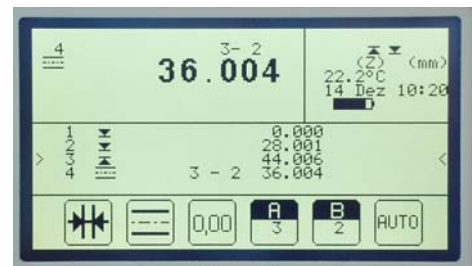 4
3- 2
36.004
(Z) (mm)
22.2°C
14 Dez 10:20
1 0.000
2 28.001
3 44.006
4 3 - 2 36.004
0,00 A 3 B 2 AUTO